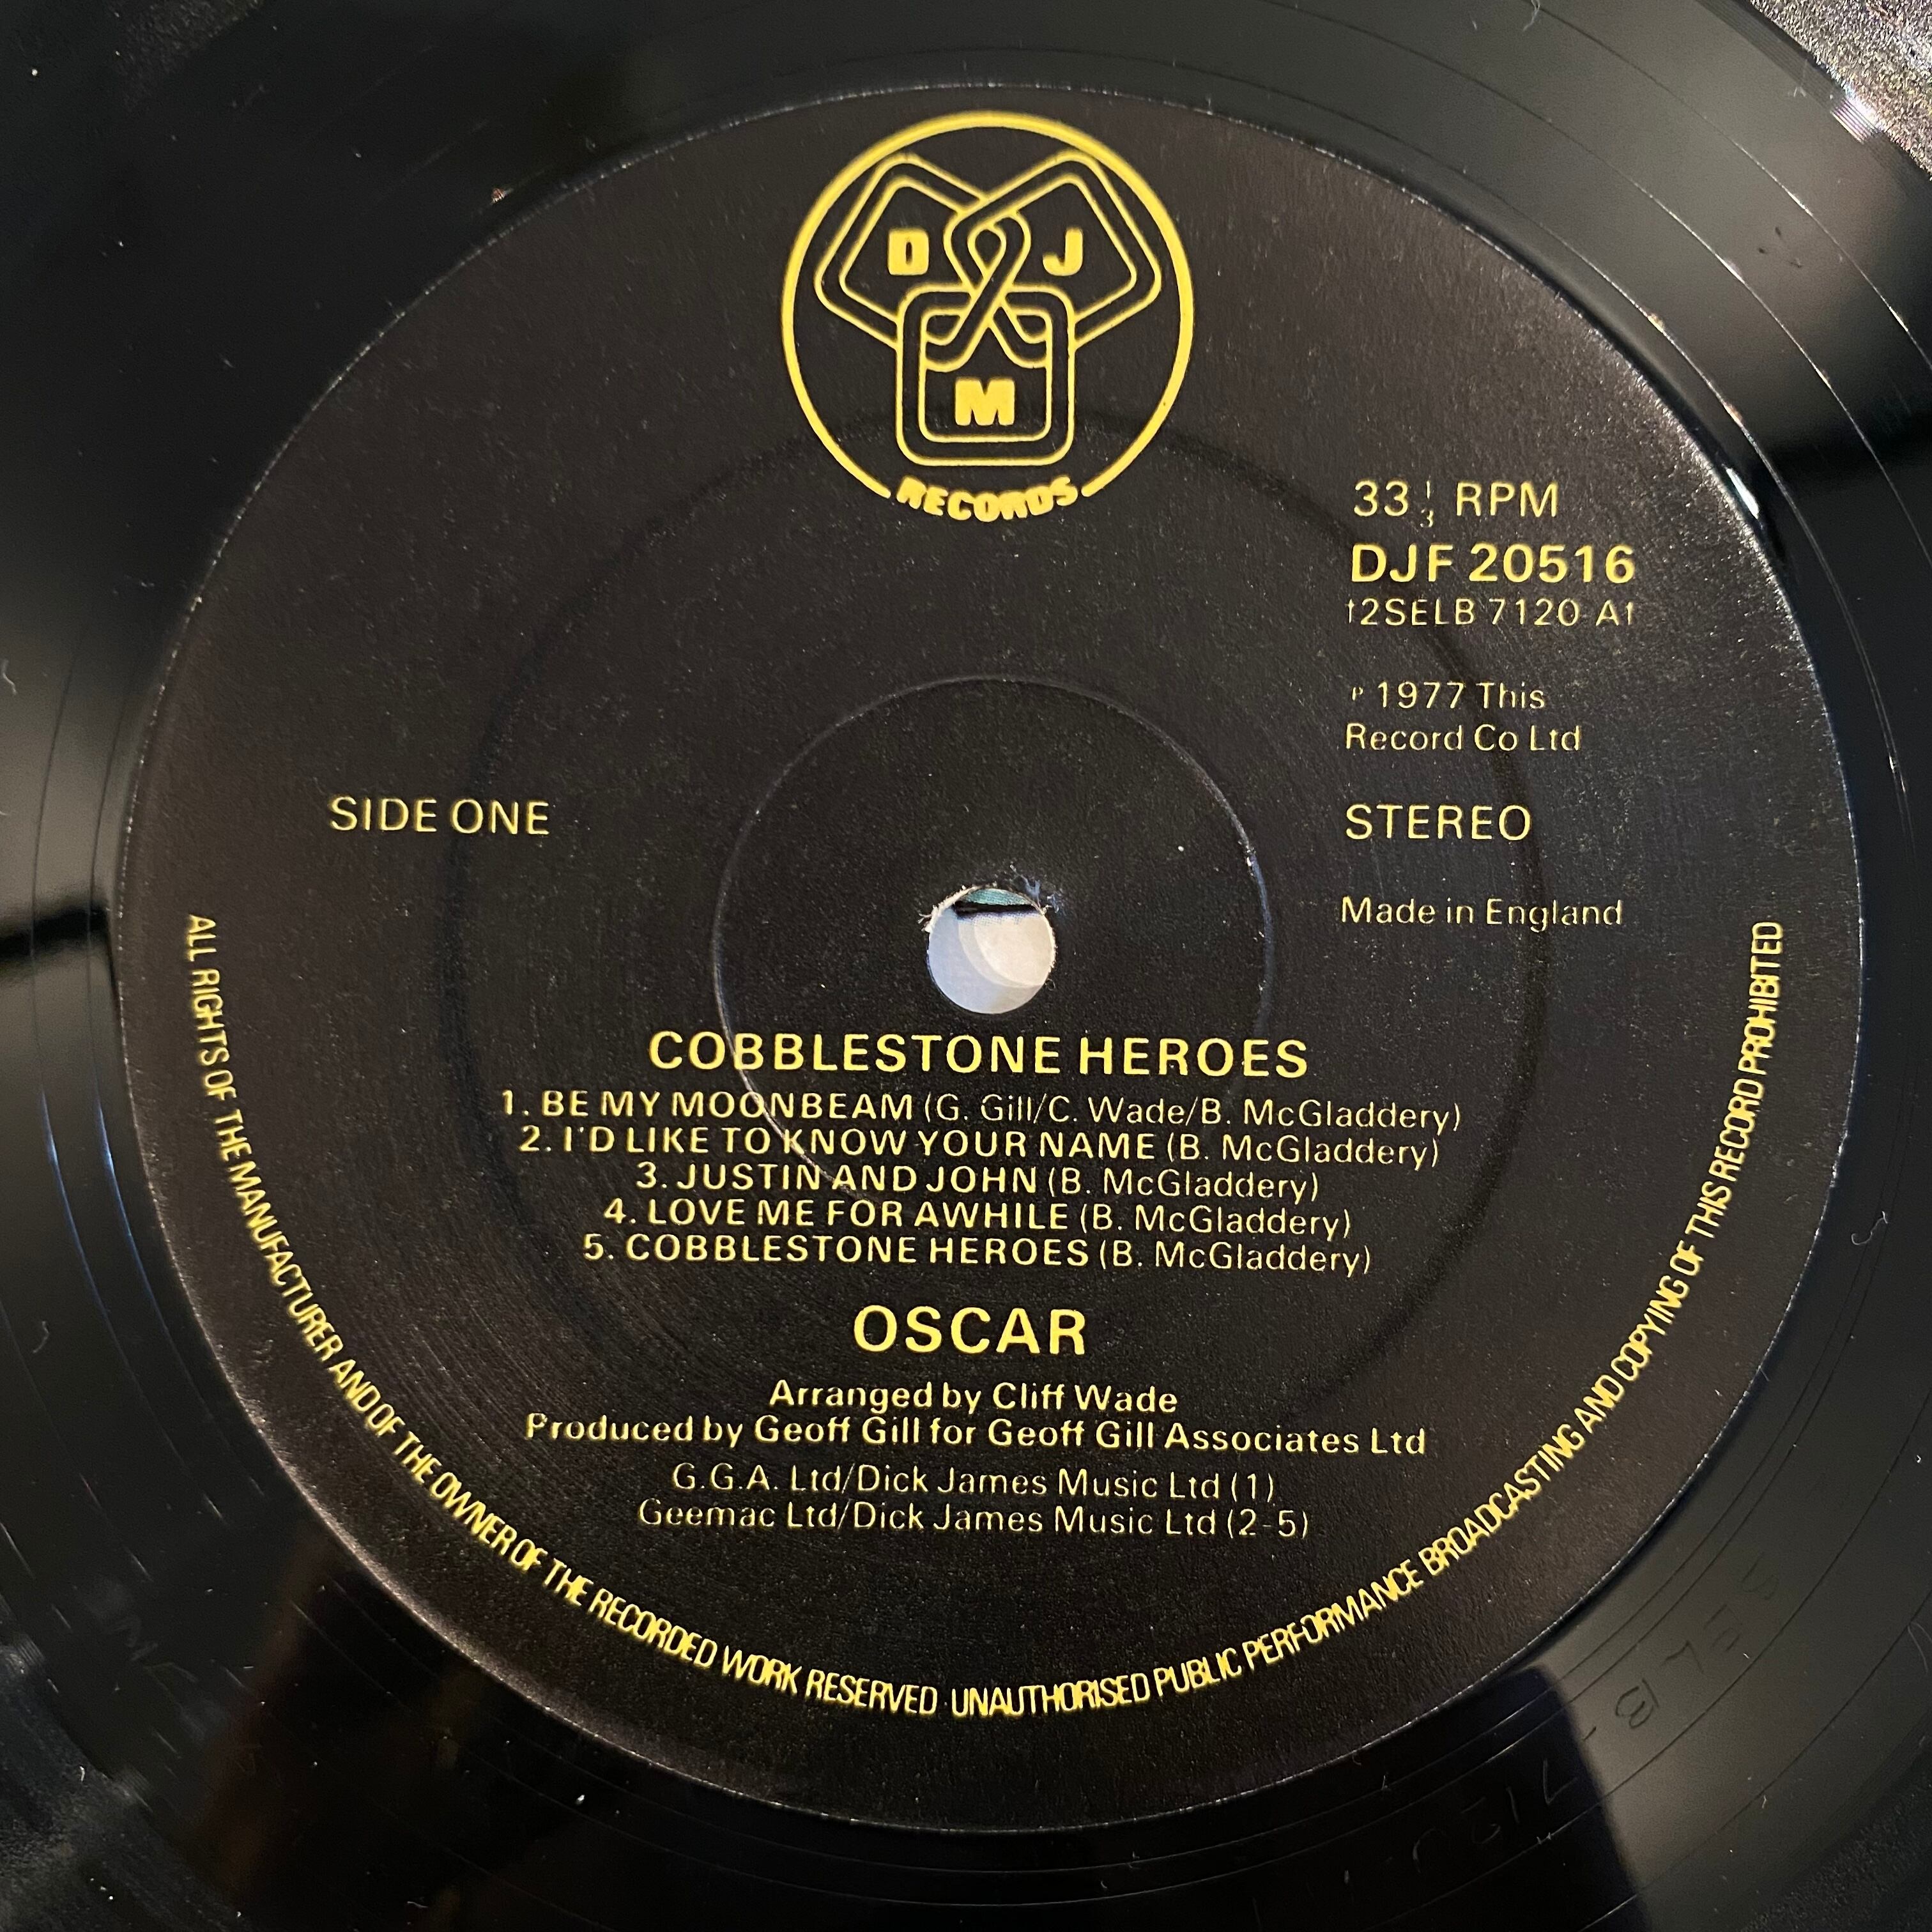 D J
M
RECORDS
33 1/3 RPM
DJF 20516
(2SELB 7120-A)
℗ 1977 This
Record Co Ltd
SIDE ONE
STEREO
Made in England
COBBLESTONE HEROES
1. BE MY MOONBEAM (G. Gill/C. Wade/B. McGladdery)
2. I'D LIKE TO KNOW YOUR NAME (B. McGladdery)
3. JUSTIN AND JOHN (B. McGladdery)
4. LOVE ME FOR AWHILE (B. McGladdery)
5. COBBLESTONE HEROES (B. McGladdery)
OSCAR
Arranged by Cliff Wade
Produced by Geoff Gill for Geoff Gill Associates Ltd
G.G.A. Ltd/Dick James Music Ltd (1)
Geemac Ltd/Dick James Music Ltd (2-5)
ALL RIGHTS OF THE MANUFACTURER AND OF THE OWNER OF THE RECORDED WORK RESERVED · UNAUTHORISED PUBLIC PERFORMANCE BROADCASTING AND COPYING OF THIS RECORD PROHIBITED